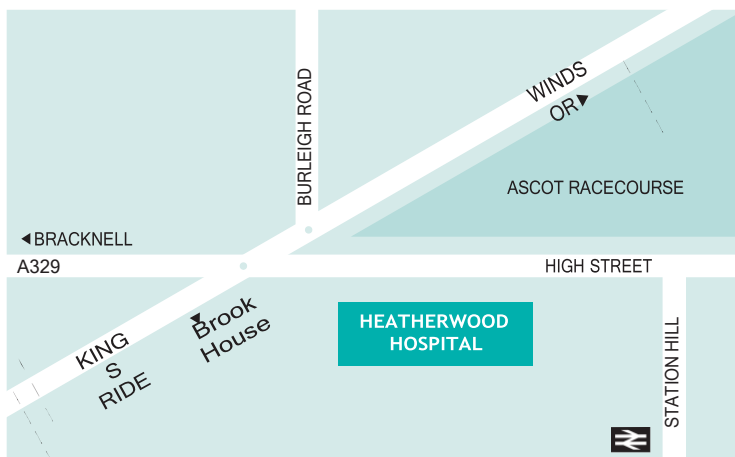 BURLEIGH ROAD
WINDS
OR
ASCOT RACECOURSE
BRACKNELL
A329
HIGH STREET
Brook
House
HEATHERWOOD
HOSPITAL
KING
S
RIDE
STATION HILL